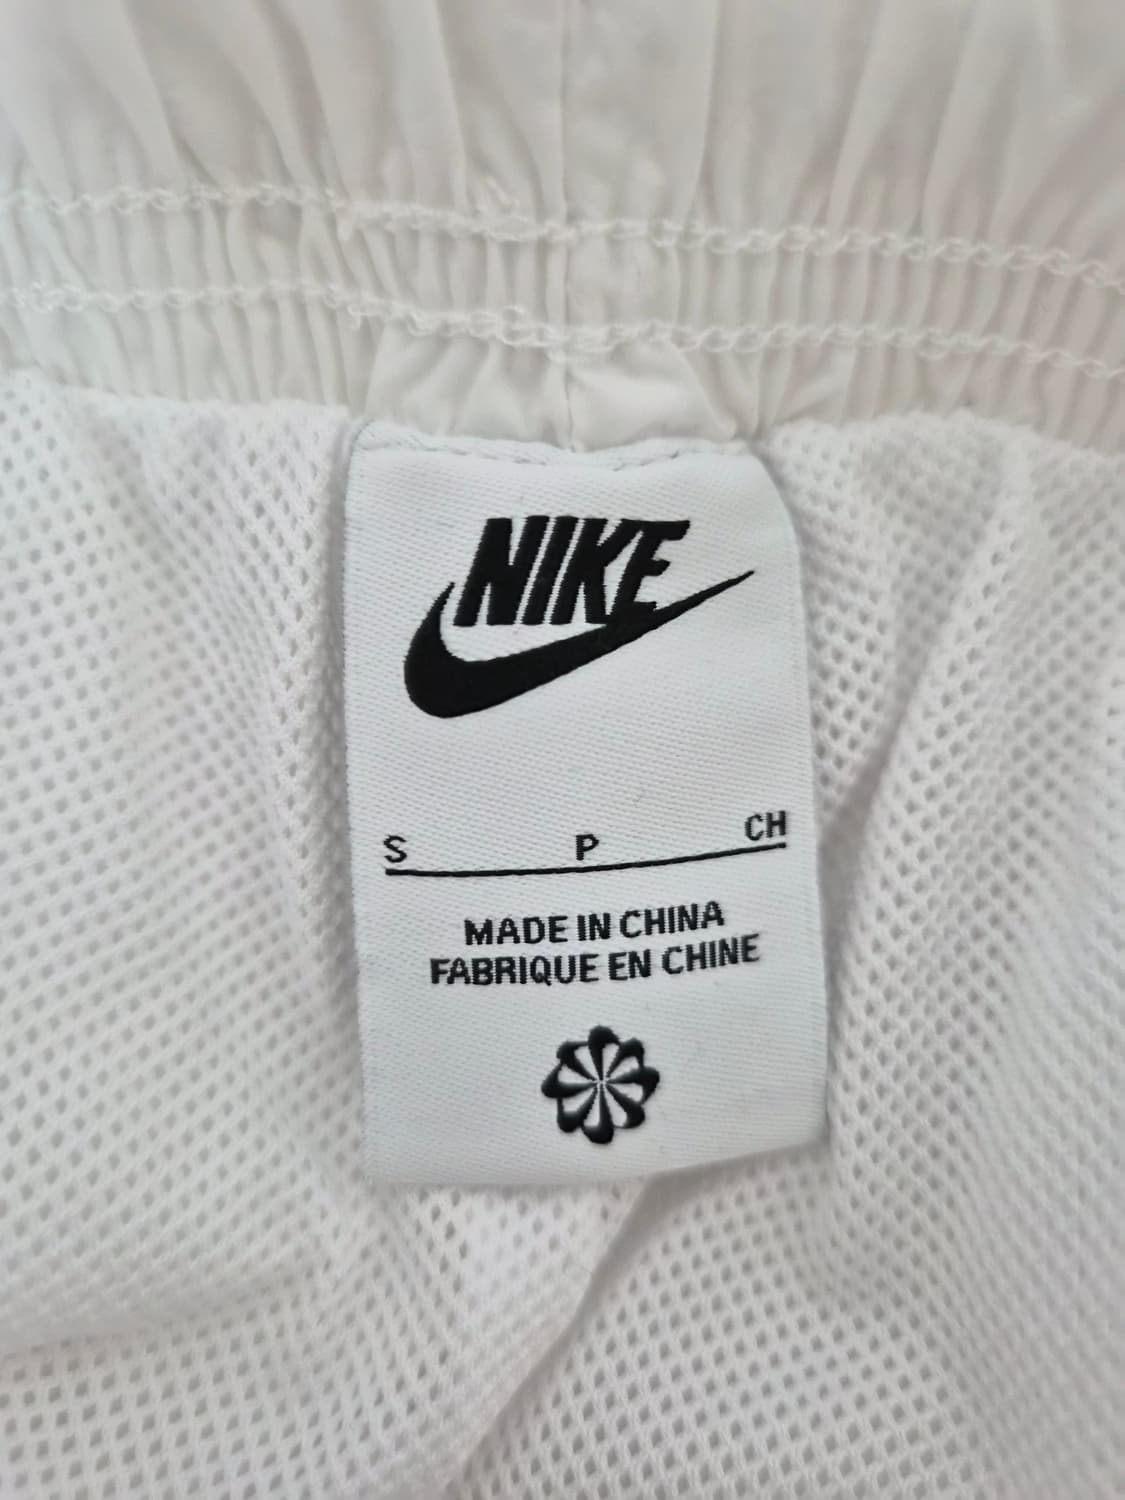 NIKE
S P CH
MADE IN CHINA
FABRIQUE EN CHINE